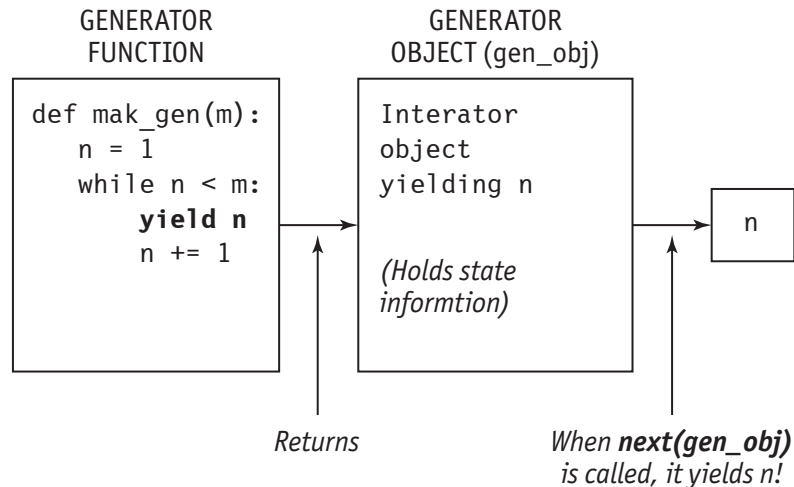 GENERATOR
FUNCTION
GENERATOR
OBJECT (gen_obj)
def mak_gen(m):
n = 1
while n < m:
yield n
n += 1
Interator
object
yielding n
(Holds state
informtion)
n
Returns
When next(gen_obj)
is called, it yields n!